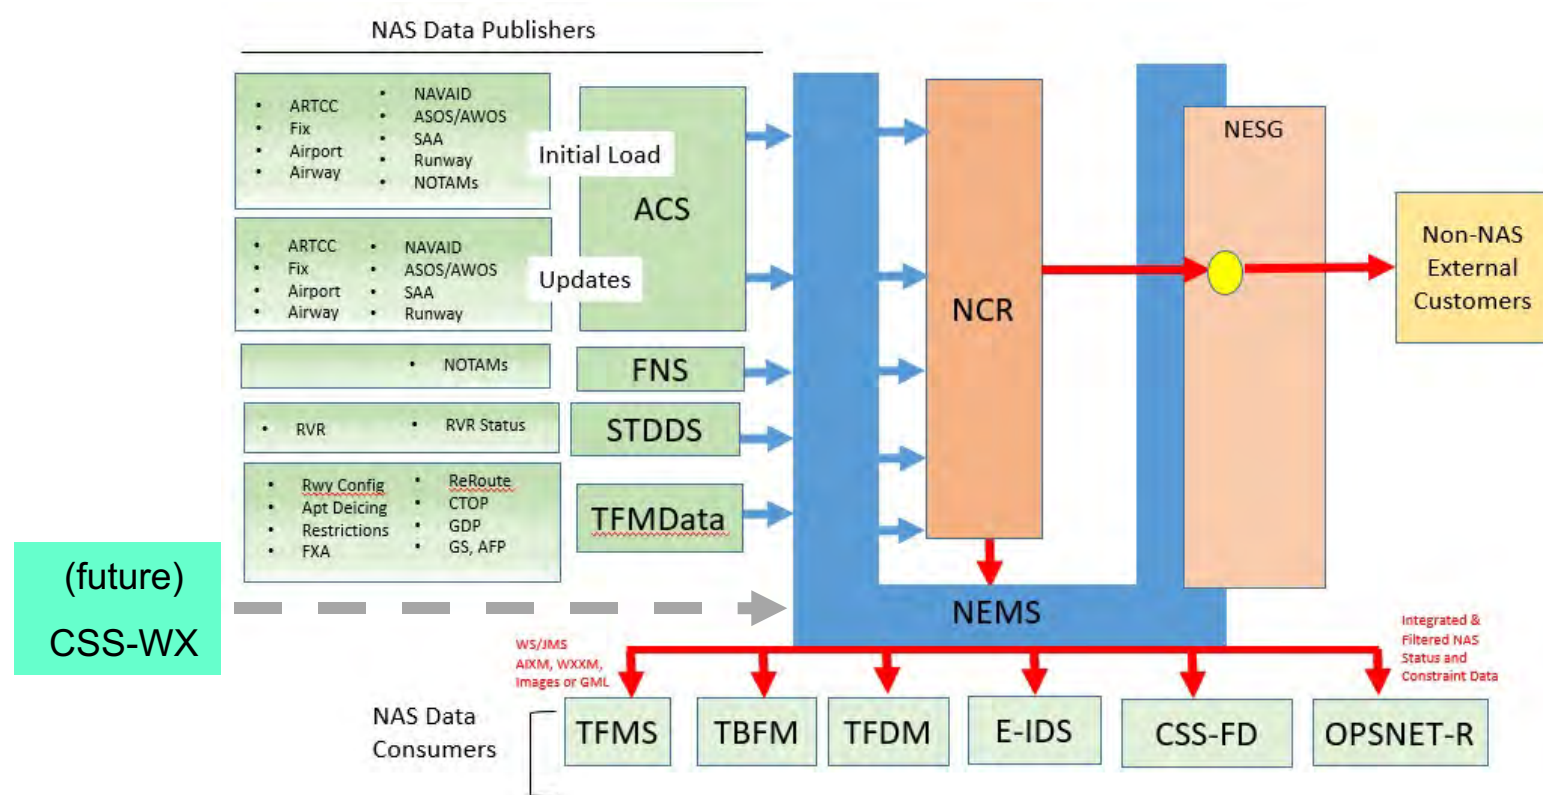 NAS Data Publishers
• ARTCC
• Fix
• Airport
• Airway
• NAVAID
• ASOS/AWOS
• SAA
• Runway
• NOTAMs
Initial Load
ACS
• ARTCC
• Fix
• Airport
• Airway
• NAVAID
• ASOS/AWOS
• SAA
• Runway
Updates
• NOTAMs
FNS
• RVR
• RVR Status
STDDS
• Rwy Config
• Apt Deicing
• Restrictions
• FXA
• ReRoute
• CTOP
• GDP
• GS, AFP
TFMData
(future)
CSS-WX
NCR
NESG
Non-NAS
External
Customers
NEMS
WS/JMS
AIXM, WXXM,
Images or GML
Integrated &
Filtered NAS
Status and
Constraint Data
NAS Data
Consumers
TFMS
TBFM
TFDM
E-IDS
CSS-FD
OPSNET-R